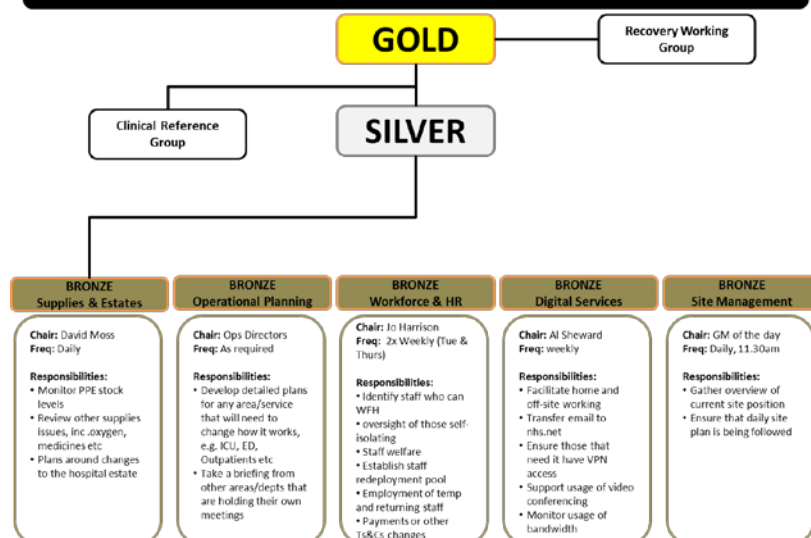 GOLD
Recovery Working
Group
Clinical Reference
Group
SILVER
BRONZE
Supplies & Estates
Chair: David Moss
Freq: Daily
Responsibilities:
• Monitor PPE stock
levels
• Review other supplies
issues, inc .oxygen,
medicines etc
• Plans around changes
to the hospital estate
BRONZE
Operational Planning
Chair: Ops Directors
Freq: As required
Responsibilities:
• Develop detailed plans
for any area/service
that will need to
change how it works,
e.g. ICU, ED,
Outpatients etc
• Take a briefing from
other areas/depts that
are holding their own
meetings
BRONZE
Workforce & HR
Chair: Jo Harrison
Freq: 2x Weekly (Tue &
Thurs)
Responsibilities:
• Identify staff who can
WFH
• oversight of those self-
isolating
• Staff welfare
• Establish staff
redeployment pool
• Employment of temp
and returning staff
• Payments or other
Ts&Cs changes
BRONZE
Digital Services
Chair: Al Sheward
Freq: weekly
Responsibilities:
• Facilitate home and
off-site working
• Transfer email to
nhs.net
• Ensure those that
need it have VPN
access
• Support usage of video
conferencing
• Monitor usage of
bandwidth
BRONZE
Site Management
Chair: GM of the day
Freq: Daily, 11.30am
Responsibilities:
• Gather overview of
current site position
• Ensure that daily site
plan is being followed